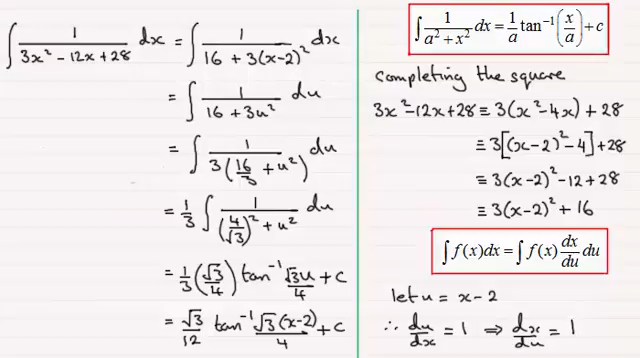 ∫ 1/(3x² − 12x + 28) dx = ∫ 1/(16 + 3(x−2)²) dx
= ∫ 1/(16 + 3u²) du
= ∫ 1/(3(16/3 + u²)) du
= 1/3 ∫ 1/((4/√3)² + u²) du
= 1/3 (√3/4) tan⁻¹ √3u/4 + c
= √3/12 tan⁻¹ √3(x−2)/4 + c
∫ 1/(a² + x²) dx = 1/a tan⁻¹(x/a) + c
completing the square
3x² − 12x + 28 ≡ 3(x² − 4x) + 28
≡ 3[(x−2)² − 4] + 28
≡ 3(x−2)² − 12 + 28
≡ 3(x−2)² + 16
∫ f(x)dx = ∫ f(x) dx/du du
let u = x − 2
∴ du/dx = 1 ⇒ dx/du = 1